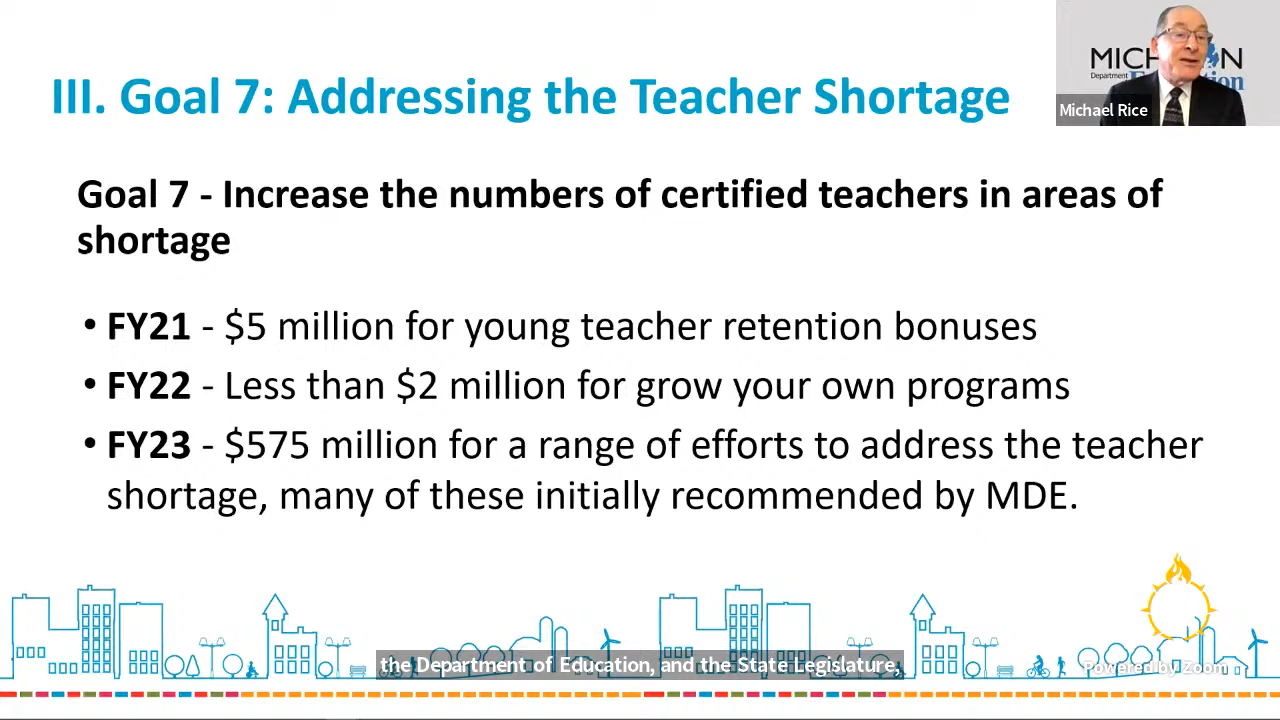 III. Goal 7: Addressing the Teacher Shortage
MICH N
Department
Michael Rice
Goal 7 - Increase the numbers of certified teachers in areas of
shortage
• FY21 - $5 million for young teacher retention bonuses
• FY22 - Less than $2 million for grow your own programs
• FY23 - $575 million for a range of efforts to address the teacher
shortage, many of these initially recommended by MDE.
the Department of Education, and the State Legislature,
Powered by Zoom